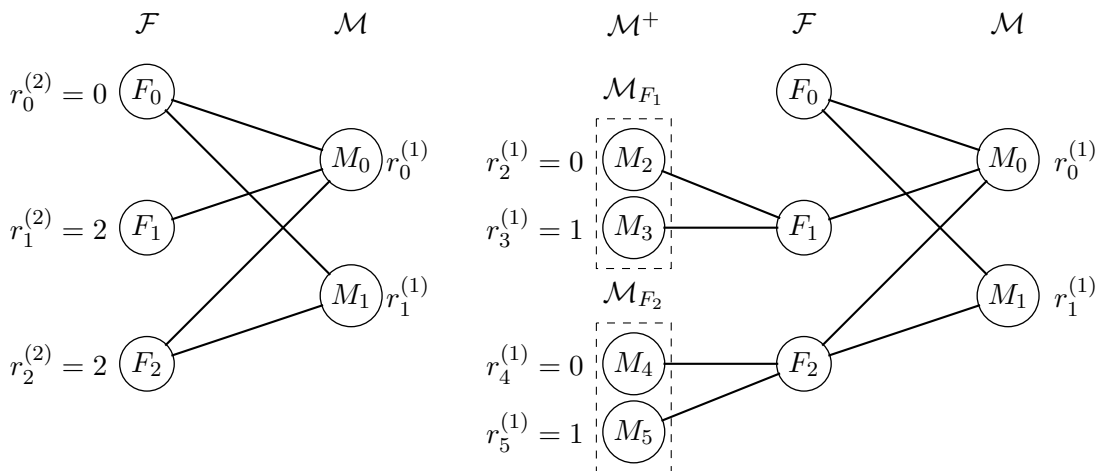 𝓕 𝓜 𝓜⁺ 𝓕 𝓜
r₀⁽²⁾ = 0 F₀ 𝓜_{F₁} F₀
M₀ r₀⁽¹⁾ r₂⁽¹⁾ = 0 M₂ M₀ r₀⁽¹⁾
r₁⁽²⁾ = 2 F₁ r₃⁽¹⁾ = 1 M₃ F₁
M₁ r₁⁽¹⁾ 𝓜_{F₂} M₁ r₁⁽¹⁾
r₂⁽²⁾ = 2 F₂ r₄⁽¹⁾ = 0 M₄ F₂
r₅⁽¹⁾ = 1 M₅